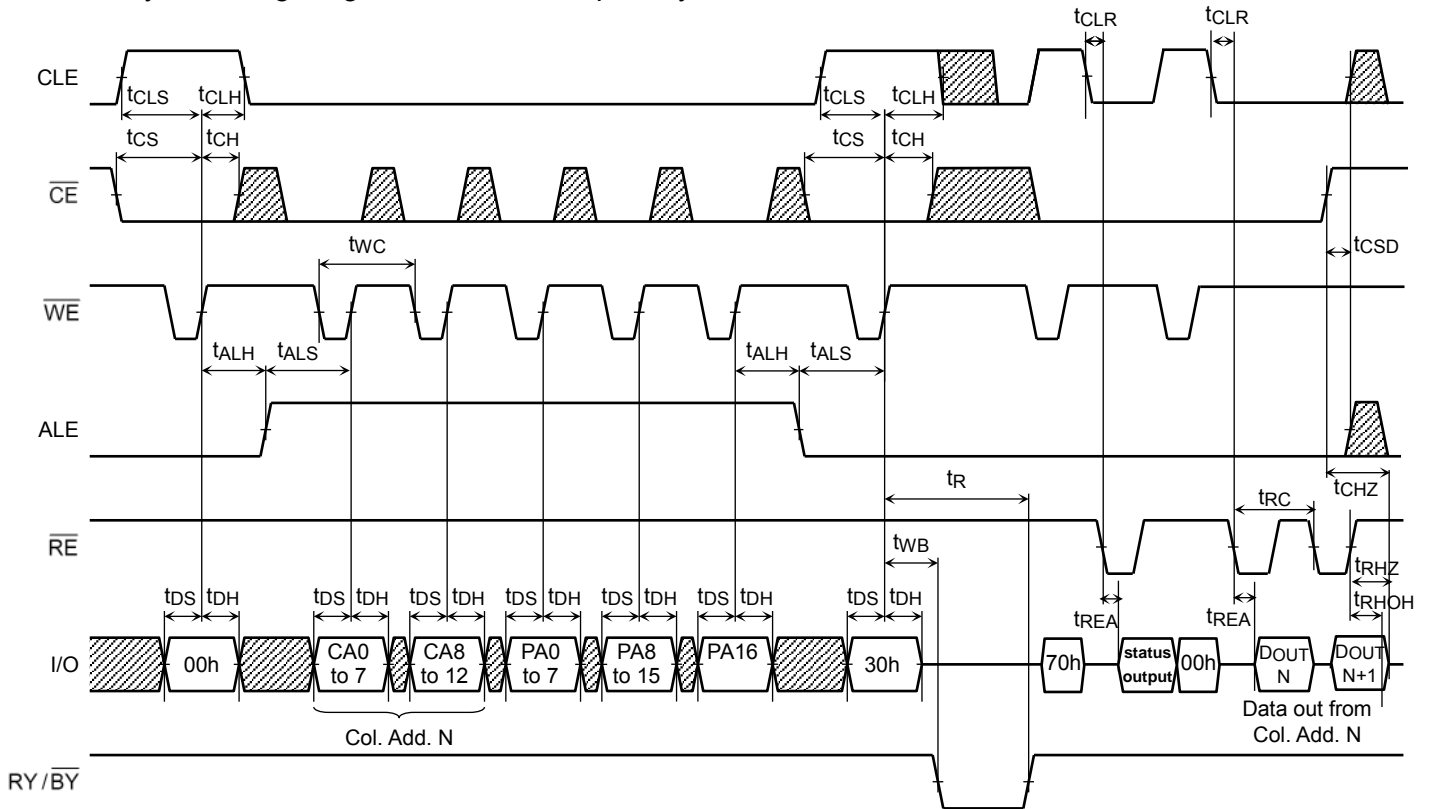 tCLR tCLR
CLE
tCLS tCLH tCLS tCLH
tCS tCH tCS tCH
CE
tWC tCSD
WE
tALH tALS tALH tALS
ALE
tR tCHZ
tRC
RE
tWB
tRHZ
tDS tDH tDS tDH tDS tDH tDS tDH tDS tDH tDS tDH tDS tDH tREA tREA tRHOH
I/O 00h CA0 to 7 CA8 to 12 PA0 to 7 PA8 to 15 PA16 30h 70h status output 00h DOUT N DOUT N+1
Col. Add. N
Data out from
Col. Add. N
RY/BY